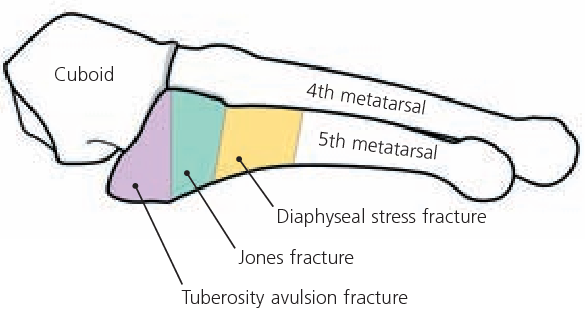 Cuboid
4th metatarsal
5th metatarsal
Diaphyseal stress fracture
Jones fracture
Tuberosity avulsion fracture